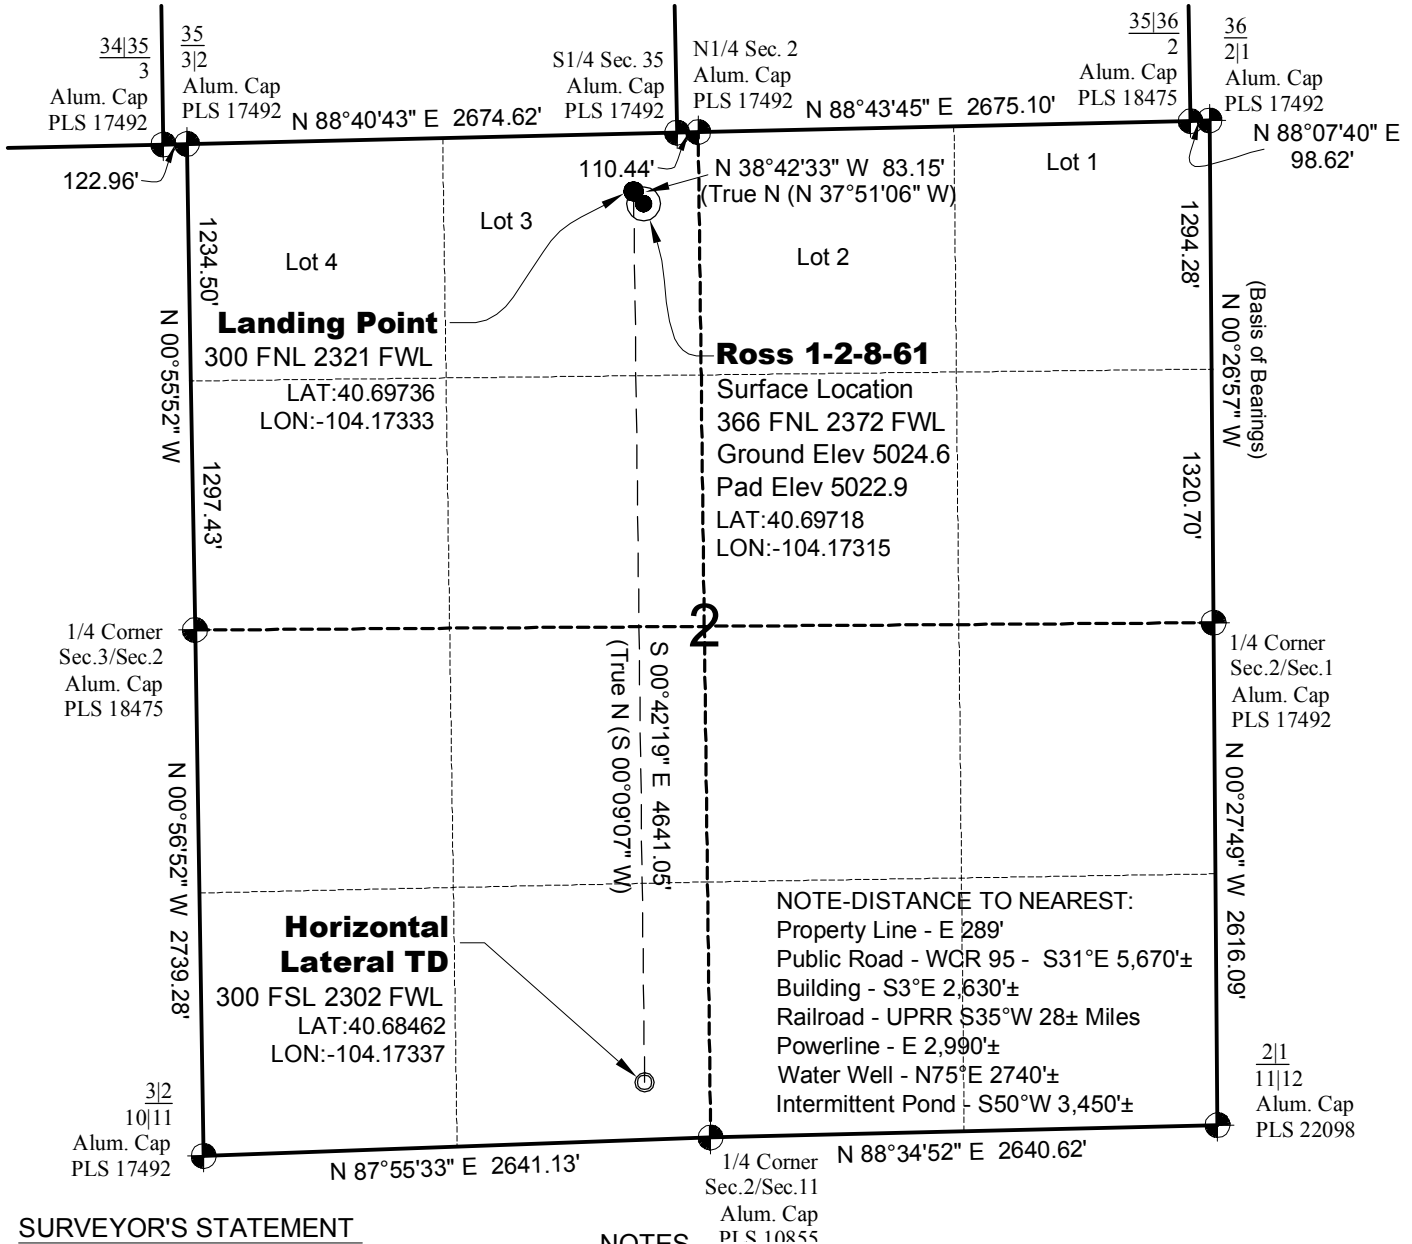 34|35
3
Alum. Cap
PLS 17492
35
3|2
Alum. Cap
PLS 17492
S1/4 Sec. 35
Alum. Cap
PLS 17492
N1/4 Sec. 2
Alum. Cap
PLS 17492
35|36
2
Alum. Cap
PLS 18475
36
2|1
Alum. Cap
PLS 17492
N 88°40'43" E 2674.62'
N 88°43'45" E 2675.10'
N 88°07'40" E
98.62'
122.96'
110.44'
N 38°42'33" W 83.15'
(True N (N 37°51'06" W)
Lot 1
Lot 3
Lot 4
Lot 2
1234.50'
1294.28'
N 00°55'52" W
(Basis of Bearings)
N 00°26'57" W
Landing Point
300 FNL 2321 FWL
LAT:40.69736
LON:-104.17333
Ross 1-2-8-61
Surface Location
366 FNL 2372 FWL
Ground Elev 5024.6
Pad Elev 5022.9
LAT:40.69718
LON:-104.17315
1297.43'
1320.70'
2
1/4 Corner
Sec.3/Sec.2
Alum. Cap
PLS 18475
1/4 Corner
Sec.2/Sec.1
Alum. Cap
PLS 17492
S 00°42'19" E 4641.05'
(True N (S 00°09'07" W)
N 00°56'52" W 2739.28'
N 00°27'49" W 2616.09'
Horizontal
Lateral TD
300 FSL 2302 FWL
LAT:40.68462
LON:-104.17337
NOTE-DISTANCE TO NEAREST:
Property Line - E 289'
Public Road - WCR 95 - S31°E 5,670'±
Building - S3°E 2,630'±
Railroad - UPRR S35°W 28± Miles
Powerline - E 2,990'±
Water Well - N75°E 2740'±
Intermittent Pond - S50°W 3,450'±
3|2
10|11
Alum. Cap
PLS 17492
2|1
11|12
Alum. Cap
PLS 22098
N 87°55'33" E 2641.13'
N 88°34'52" E 2640.62'
1/4 Corner
Sec.2/Sec.11
Alum. Cap
PLS 10855
SURVEYOR'S STATEMENT
NOTES